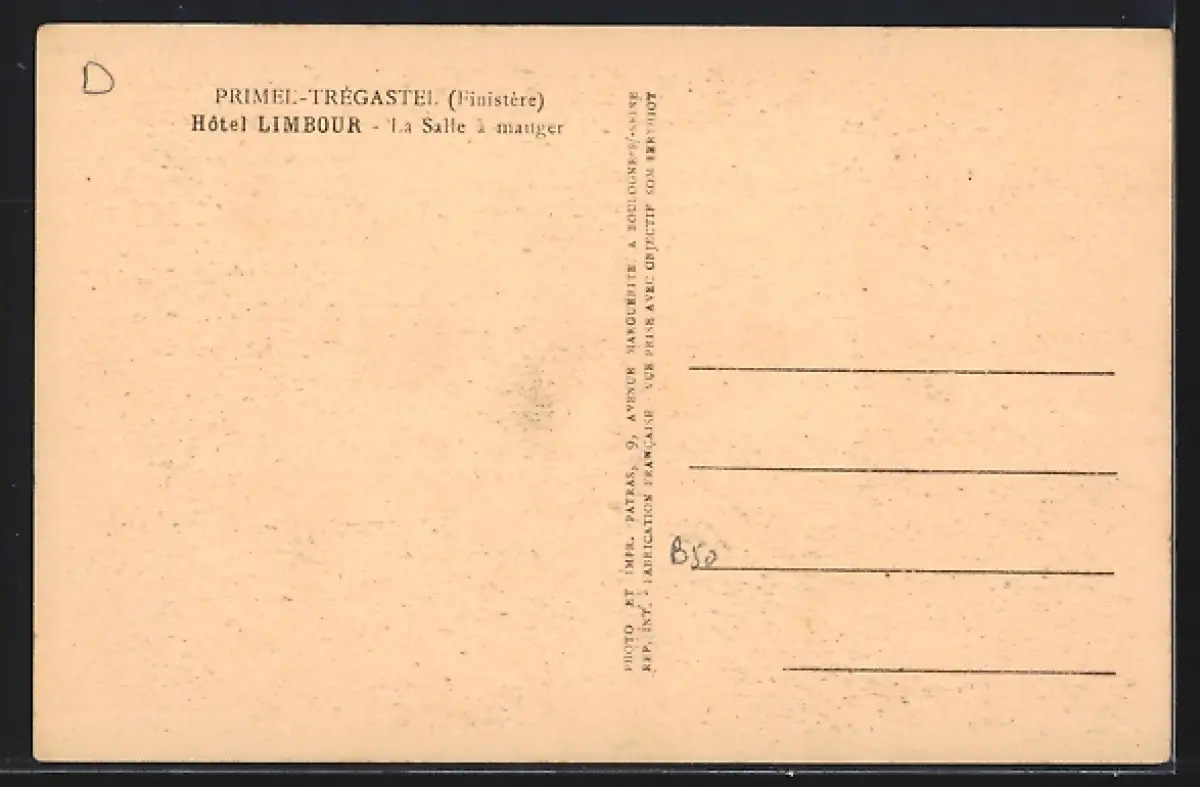 D
PRIMEL-TRÉGASTEL (Finistère)
Hôtel LIMBOUR - La Salle à manger
PHOTO ET IMPR. PATRAS, 9, AVENUE MARGUERITE A BOULOGNE-S/-SEINE
REP. INT. - FABRICATION FRANÇAISE - VUE PRISE AVEC OBJECTIF SOM BERTHIOT
B50